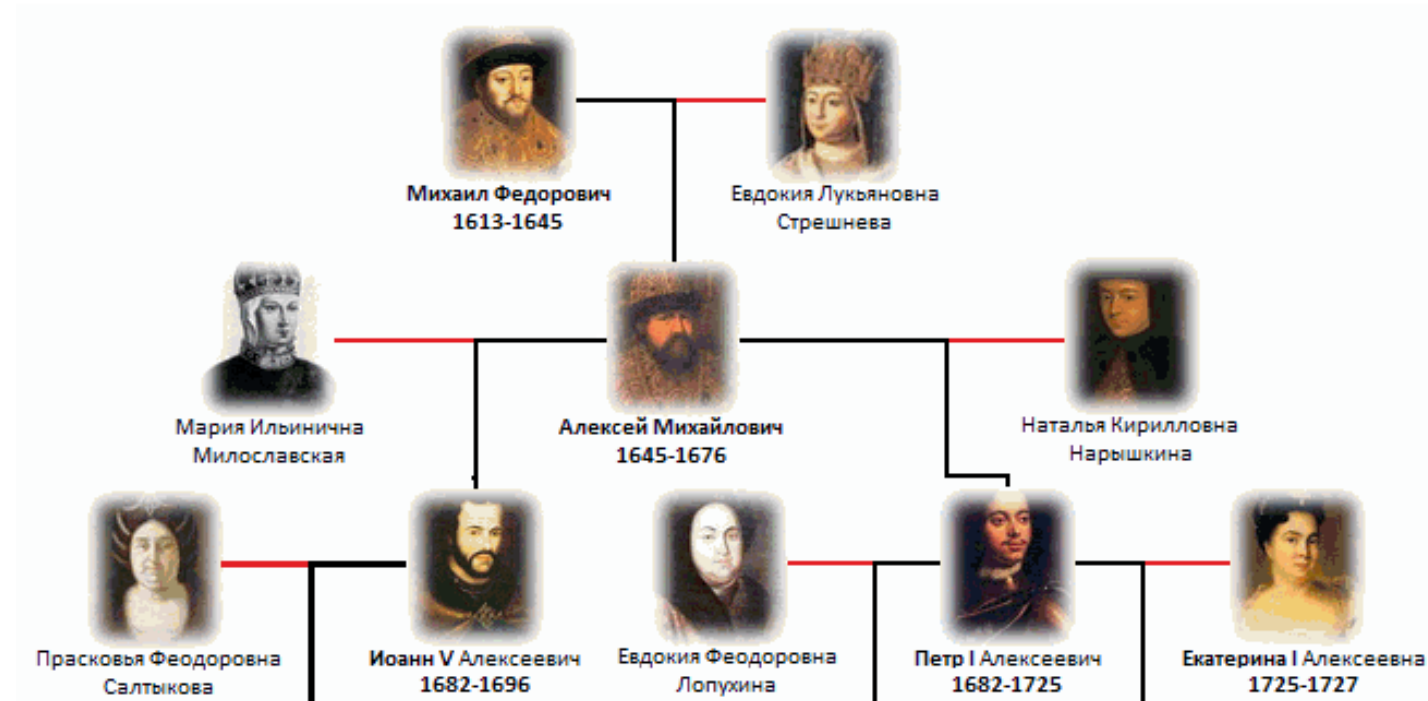 Михаил Федорович
1613-1645
Евдокия Лукьяновна
Стрешнева
Мария Ильинична
Милославская
Алексей Михайлович
1645-1676
Наталья Кирилловна
Нарышкина
Прасковья Феодоровна
Салтыкова
Иоанн V Алексеевич
1682-1696
Евдокия Феодоровна
Лопухина
Петр I Алексеевич
1682-1725
Екатерина I Алексеевна
1725-1727